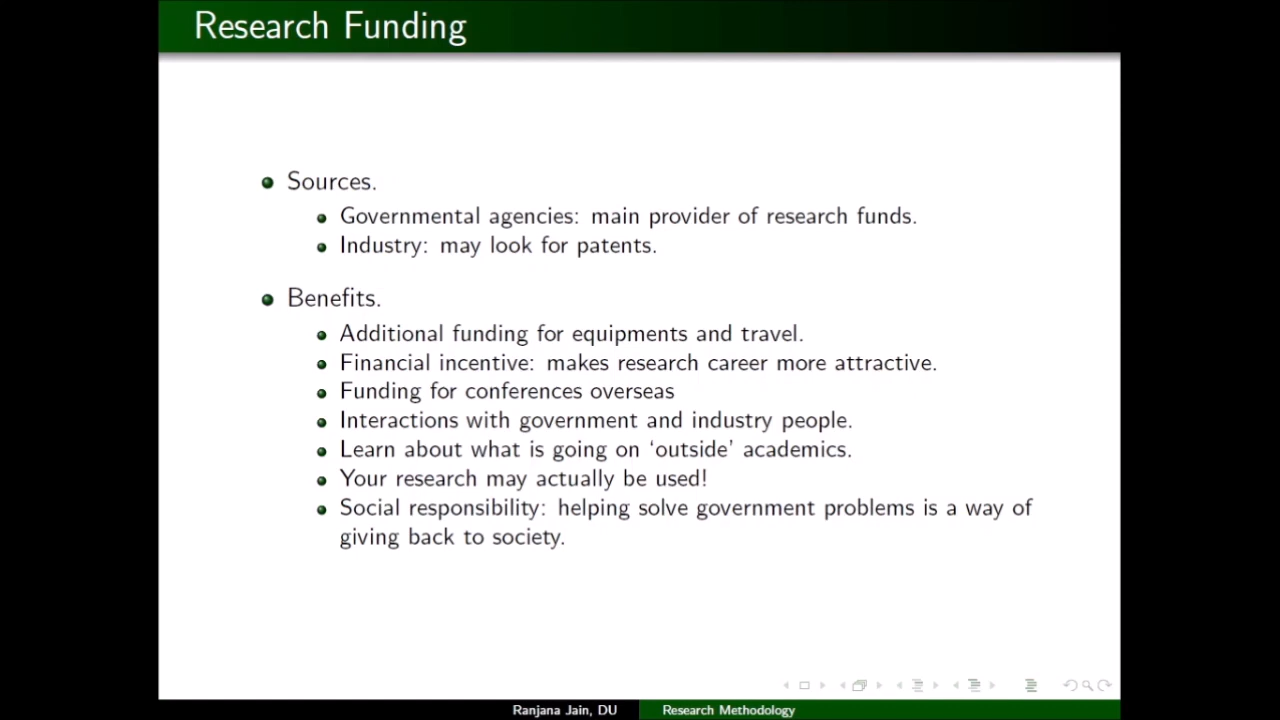 Research Funding
Sources.
Governmental agencies: main provider of research funds.
Industry: may look for patents.
Benefits.
Additional funding for equipments and travel.
Financial incentive: makes research career more attractive.
Funding for conferences overseas
Interactions with government and industry people.
Learn about what is going on ‘outside’ academics.
Your research may actually be used!
Social responsibility: helping solve government problems is a way of
giving back to society.
Ranjana Jain, DU
Research Methodology